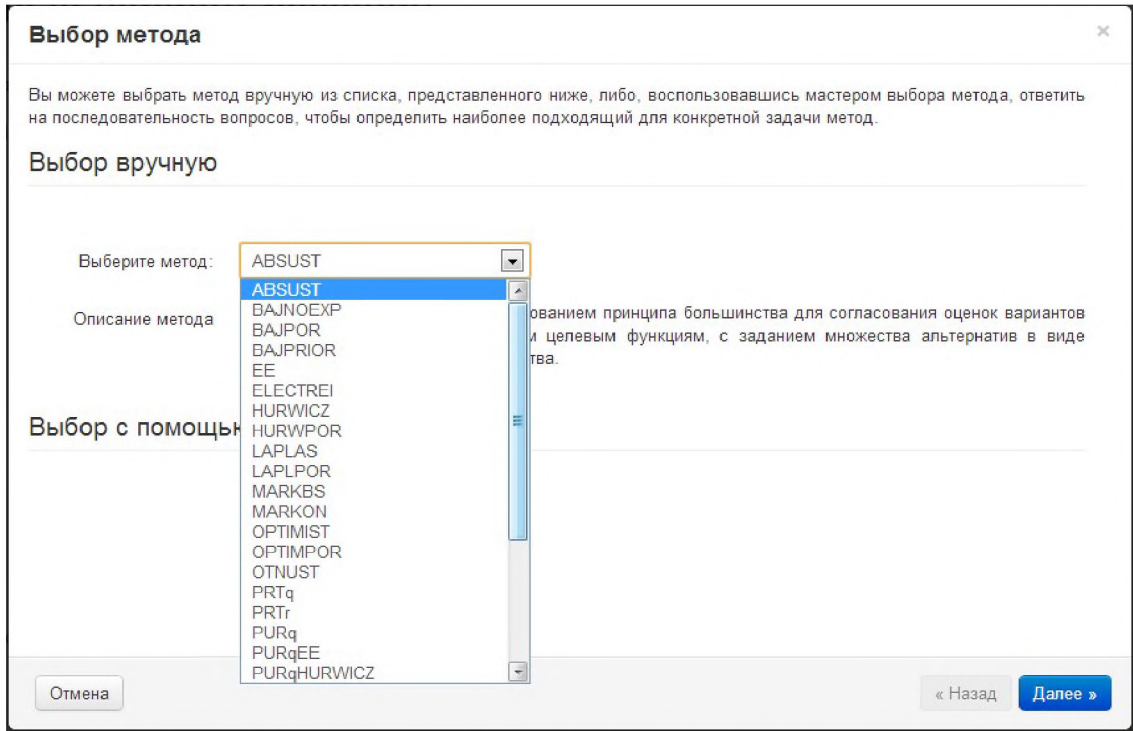 Выбор метода
×
Вы можете выбрать метод вручную из списка, представленного ниже, либо, воспользовавшись мастером выбора метода, ответить
на последовательность вопросов, чтобы определить наиболее подходящий для конкретной задачи метод.
Выбор вручную
Выберите метод: ABSUST
ABSUST
BAJNOEXP
Описание метода
принципа большинства для согласования оценок вариантов
BAJPOR
целевым функциям, с заданием множества альтернатив в виде
BAJPRIOR
EE
ELECTREI
HURWICZ
Выбор с
HURWPOR
LAPLAS
LAPLPOR
MARKBS
MARKON
OPTIMIST
OPTIMPOR
OTNUST
PRTq
PRTr
PURq
PURqEE
PURqHURWICZ
Отмена
« Назад
Далее »